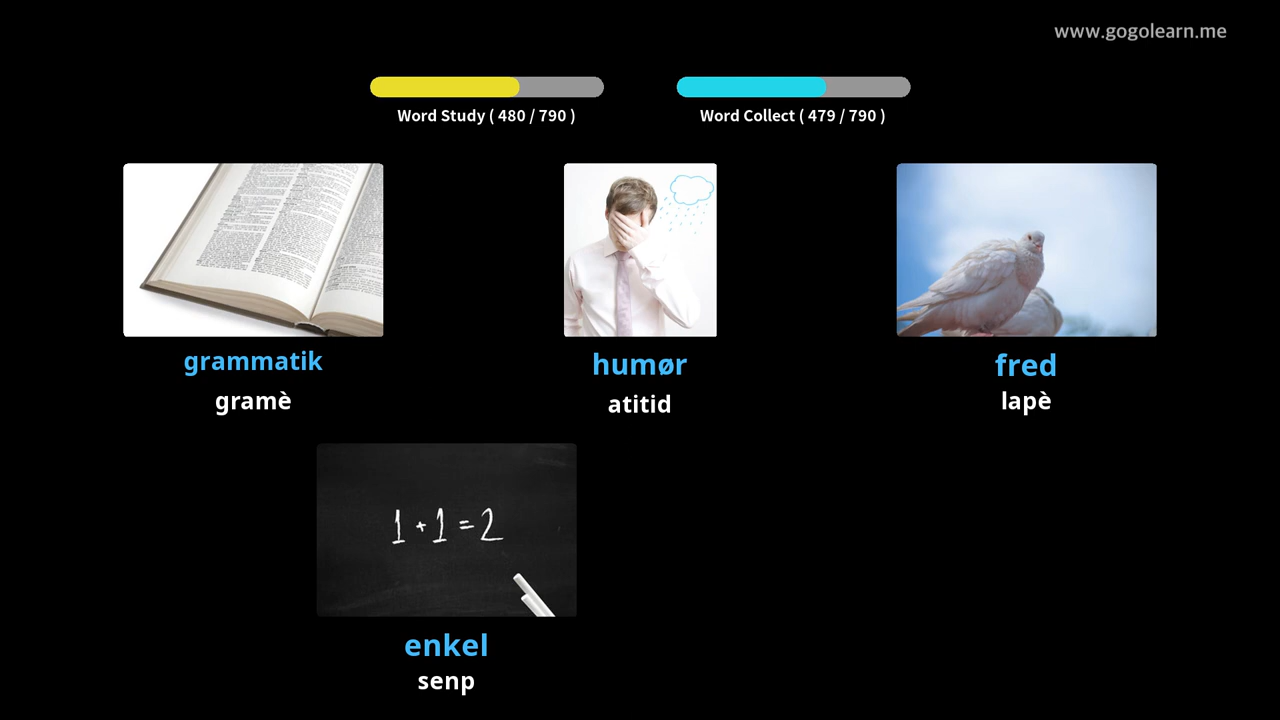 www.gogolearn.me
Word Study ( 480 / 790 )
Word Collect ( 479 / 790 )
grammatik
gramè
humør
atitid
fred
lapè
1 + 1 = 2
enkel
senp